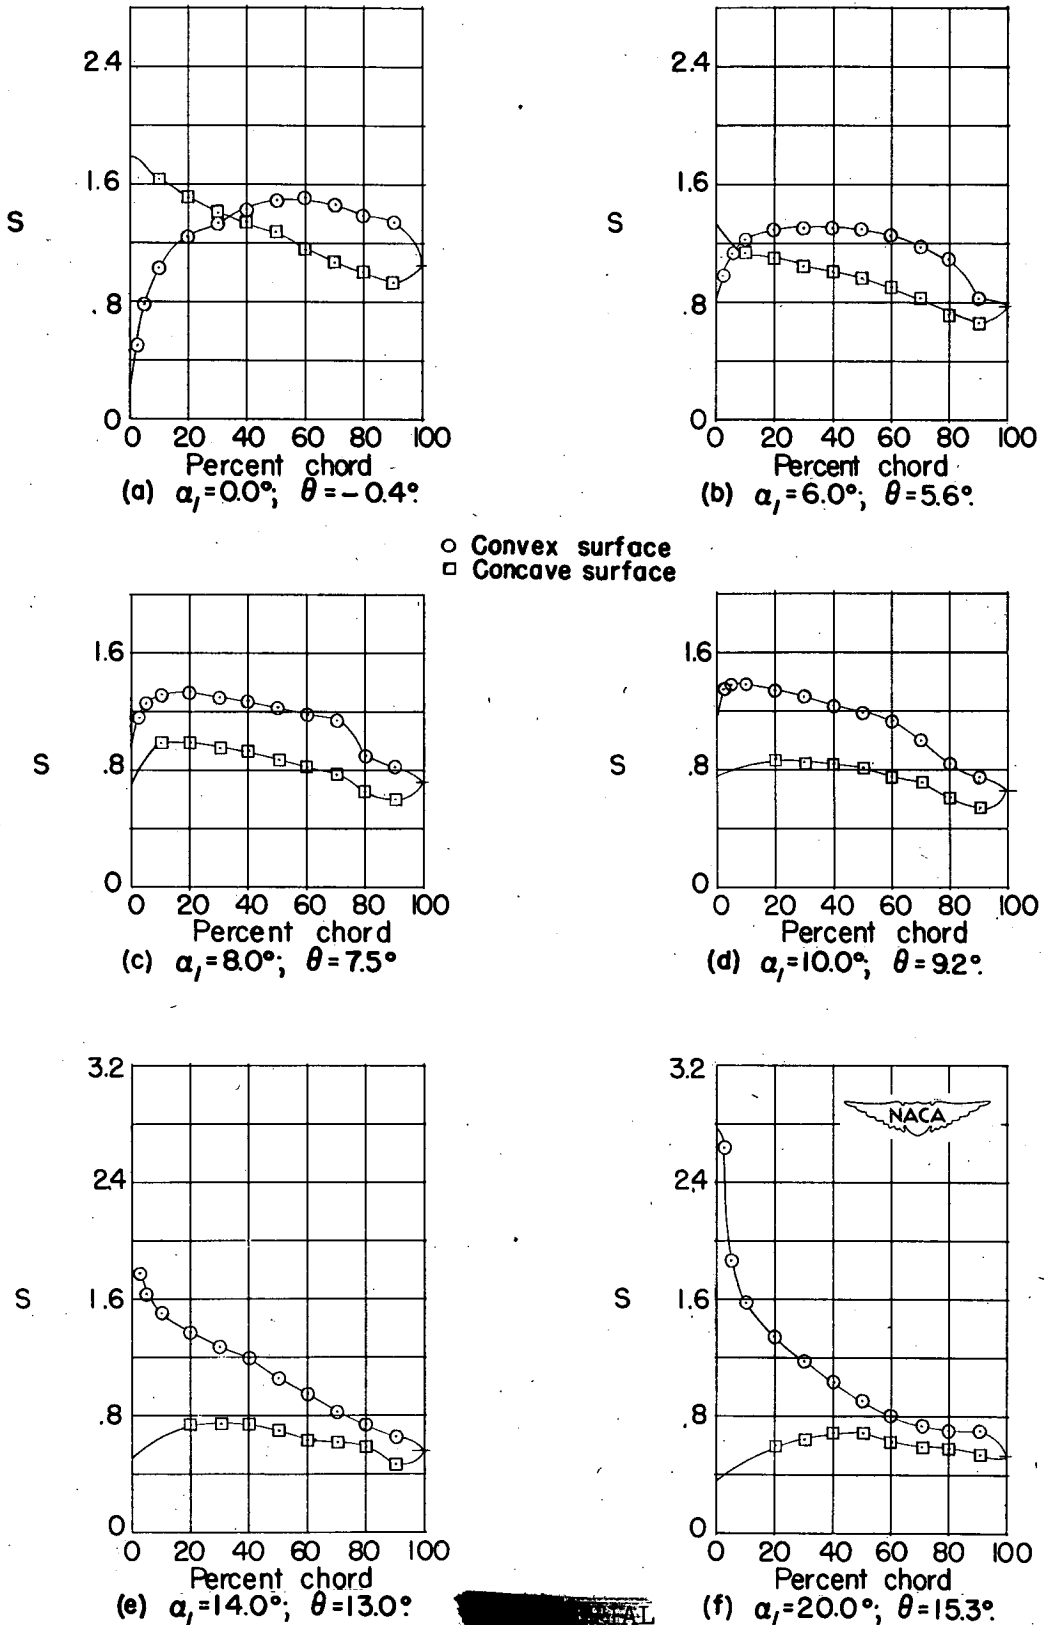 2.4
2.4
1.6
1.6
S
S
.8
.8
0
0
0 20 40 60 80 100
0 20 40 60 80 100
Percent chord
Percent chord
(a) α₁=0.0°; θ=-0.4°.
(b) α₁=6.0°; θ=5.6°.
Convex surface
Concave surface
1.6
1.6
S
S
.8
.8
0
0
0 20 40 60 80 100
0 20 40 60 80 100
Percent chord
Percent chord
(c) α₁=8.0°; θ=7.5°
(d) α₁=10.0°; θ=9.2°.
3.2
3.2
NACA
2.4
2.4
S
S
1.6
1.6
.8
.8
0
0
0 20 40 60 80 100
0 20 40 60 80 100
Percent chord
Percent chord
(e) α₁=14.0°; θ=13.0°.
(f) α₁=20.0°; θ=15.3°.